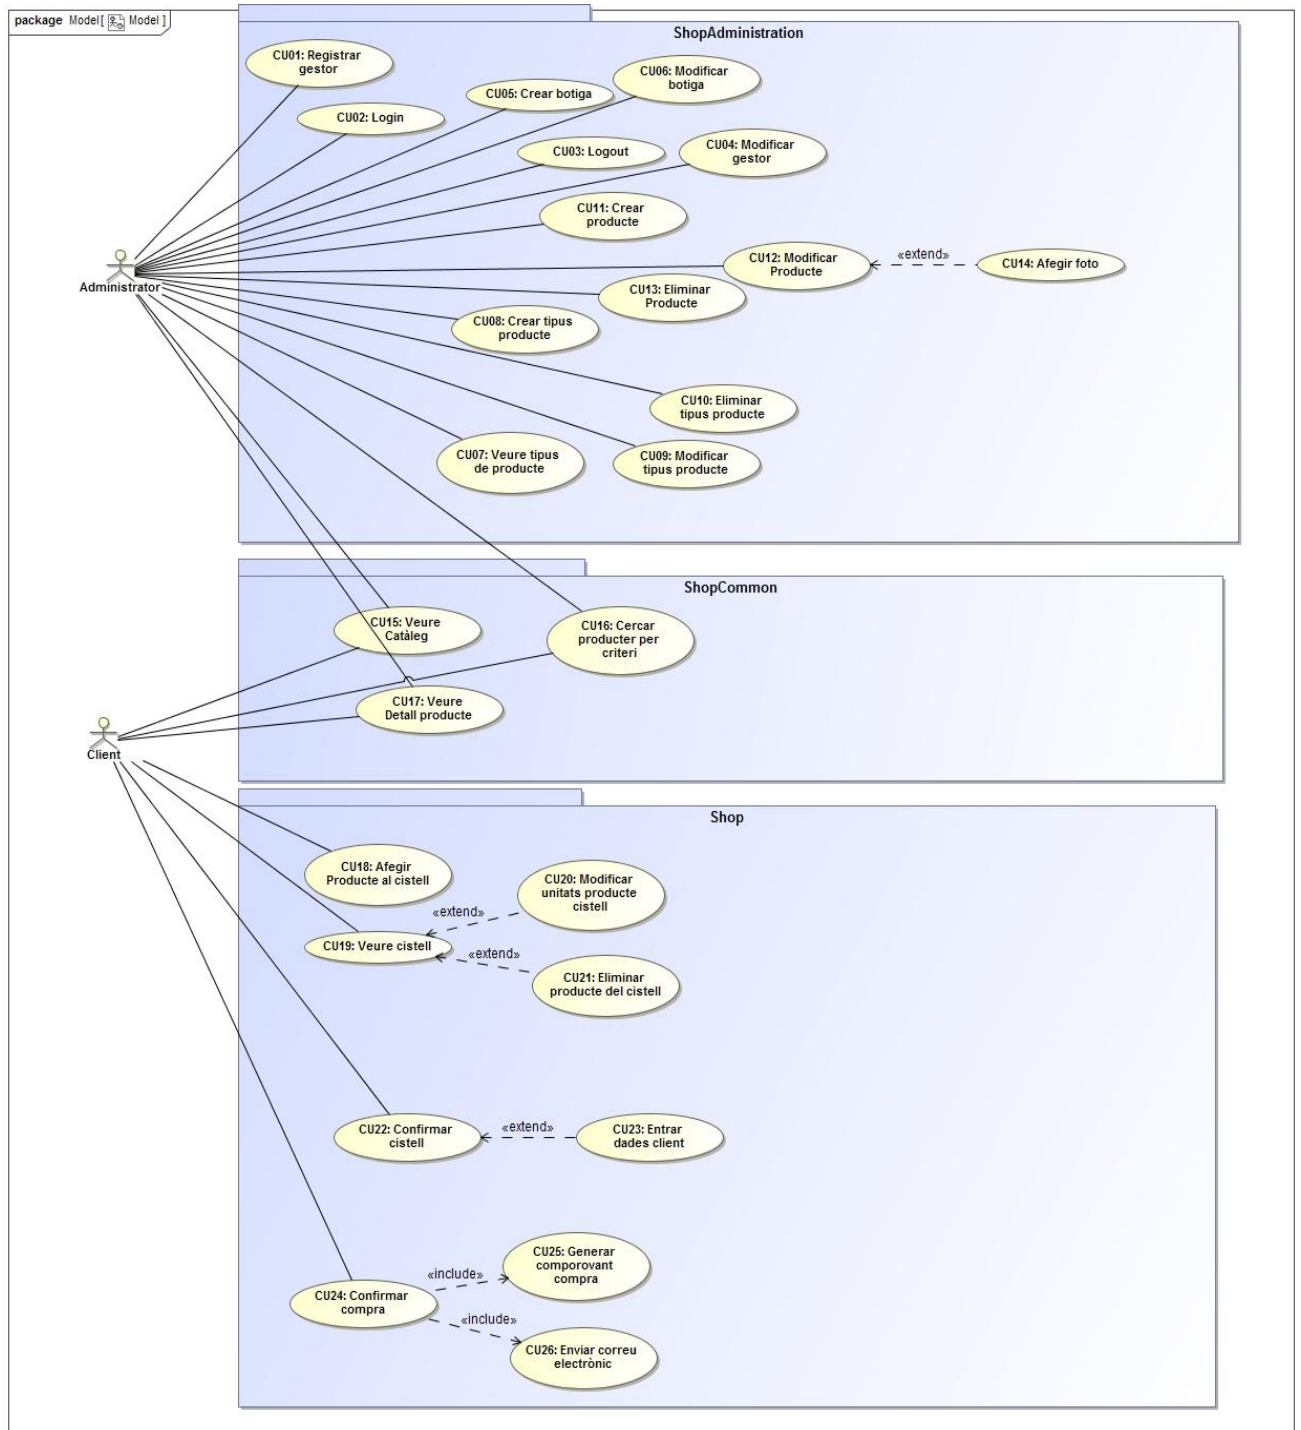 package Model[ Model ]
ShopAdministration
CU01: Registrar
gestor
CU06: Modificar
botiga
CU05: Crear botiga
CU02: Login
CU03: Logout
CU04: Modificar
gestor
CU11: Crear
producte
CU12: Modificar
Producte
«extend»
CU14: Afegir foto
Administrator
CU13: Eliminar
Producte
CU08: Crear tipus
producte
CU10: Eliminar
tipus producte
CU07: Veure tipus
de producte
CU09: Modificar
tipus producte
ShopCommon
CU15: Veure
Catàleg
CU16: Cercar
producter per
criteri
CU17: Veure
Detall producte
Client
Shop
CU18: Afegir
Producte al cistell
CU20: Modificar
unitats producte
cistell
«extend»
CU19: Veure cistell
«extend»
CU21: Eliminar
producte del cistell
CU22: Confirmar
cistell
«extend»
CU23: Entrar
dades client
CU25: Generar
comporovant
compra
«include»
CU24: Confirmar
compra
«include»
CU26: Enviar correu
electrònic